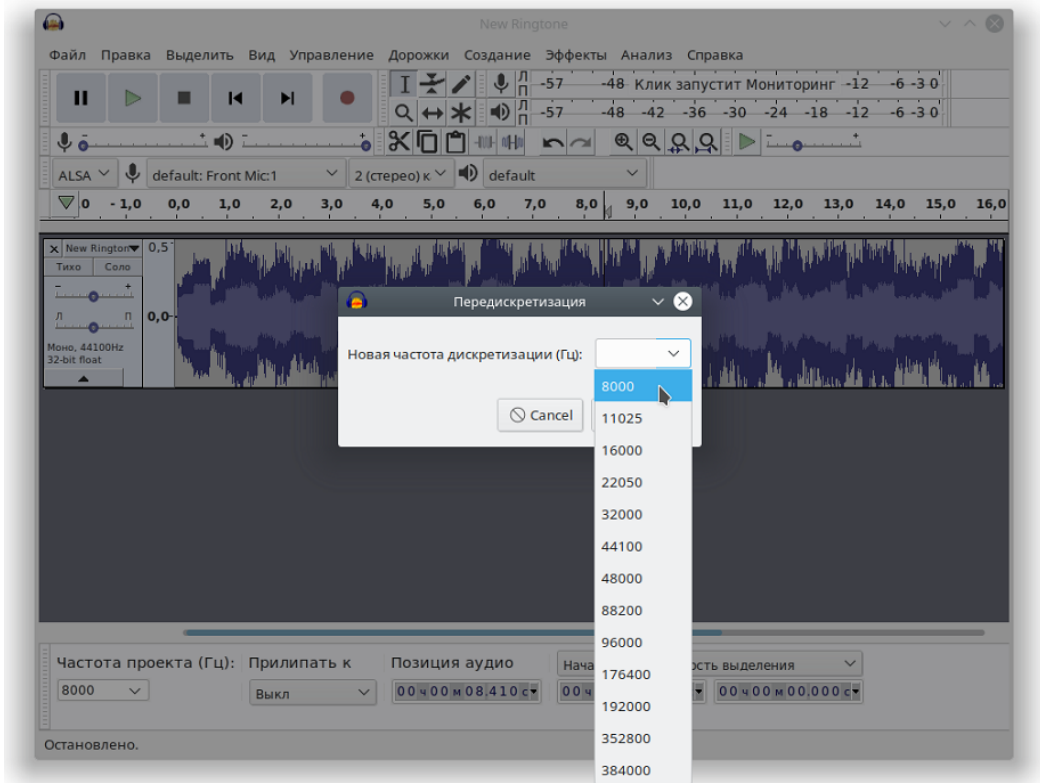 New Ringtone
Файл Правка Выделить Вид Управление Дорожки Создание Эффекты Анализ Справка
Л П -57 -48 Клик запустит Мониторинг -12 -6 -3 0
Л П -57 -48 -42 -36 -30 -24 -18 -12 -6 -3 0
ALSA default: Front Mic:1 2 (стерео) к default
0 - 1,0 0,0 1,0 2,0 3,0 4,0 5,0 6,0 7,0 8,0 9,0 10,0 11,0 12,0 13,0 14,0 15,0 16,0
New Rington 0,5
Тихо Соло
- +
Л П 0,0
Моно, 44100Hz
32-bit float
Передискретизация
Новая частота дискретизации (Гц):
Cancel
8000
11025
16000
22050
32000
44100
48000
88200
96000
176400
192000
352800
384000
Частота проекта (Гц): Прилипать к Позиция аудио Нача ость выделения
8000 Выкл 00 ч 00 м 08,410 с 00 ч 00 ч 00 м 00,000 с
Остановлено.